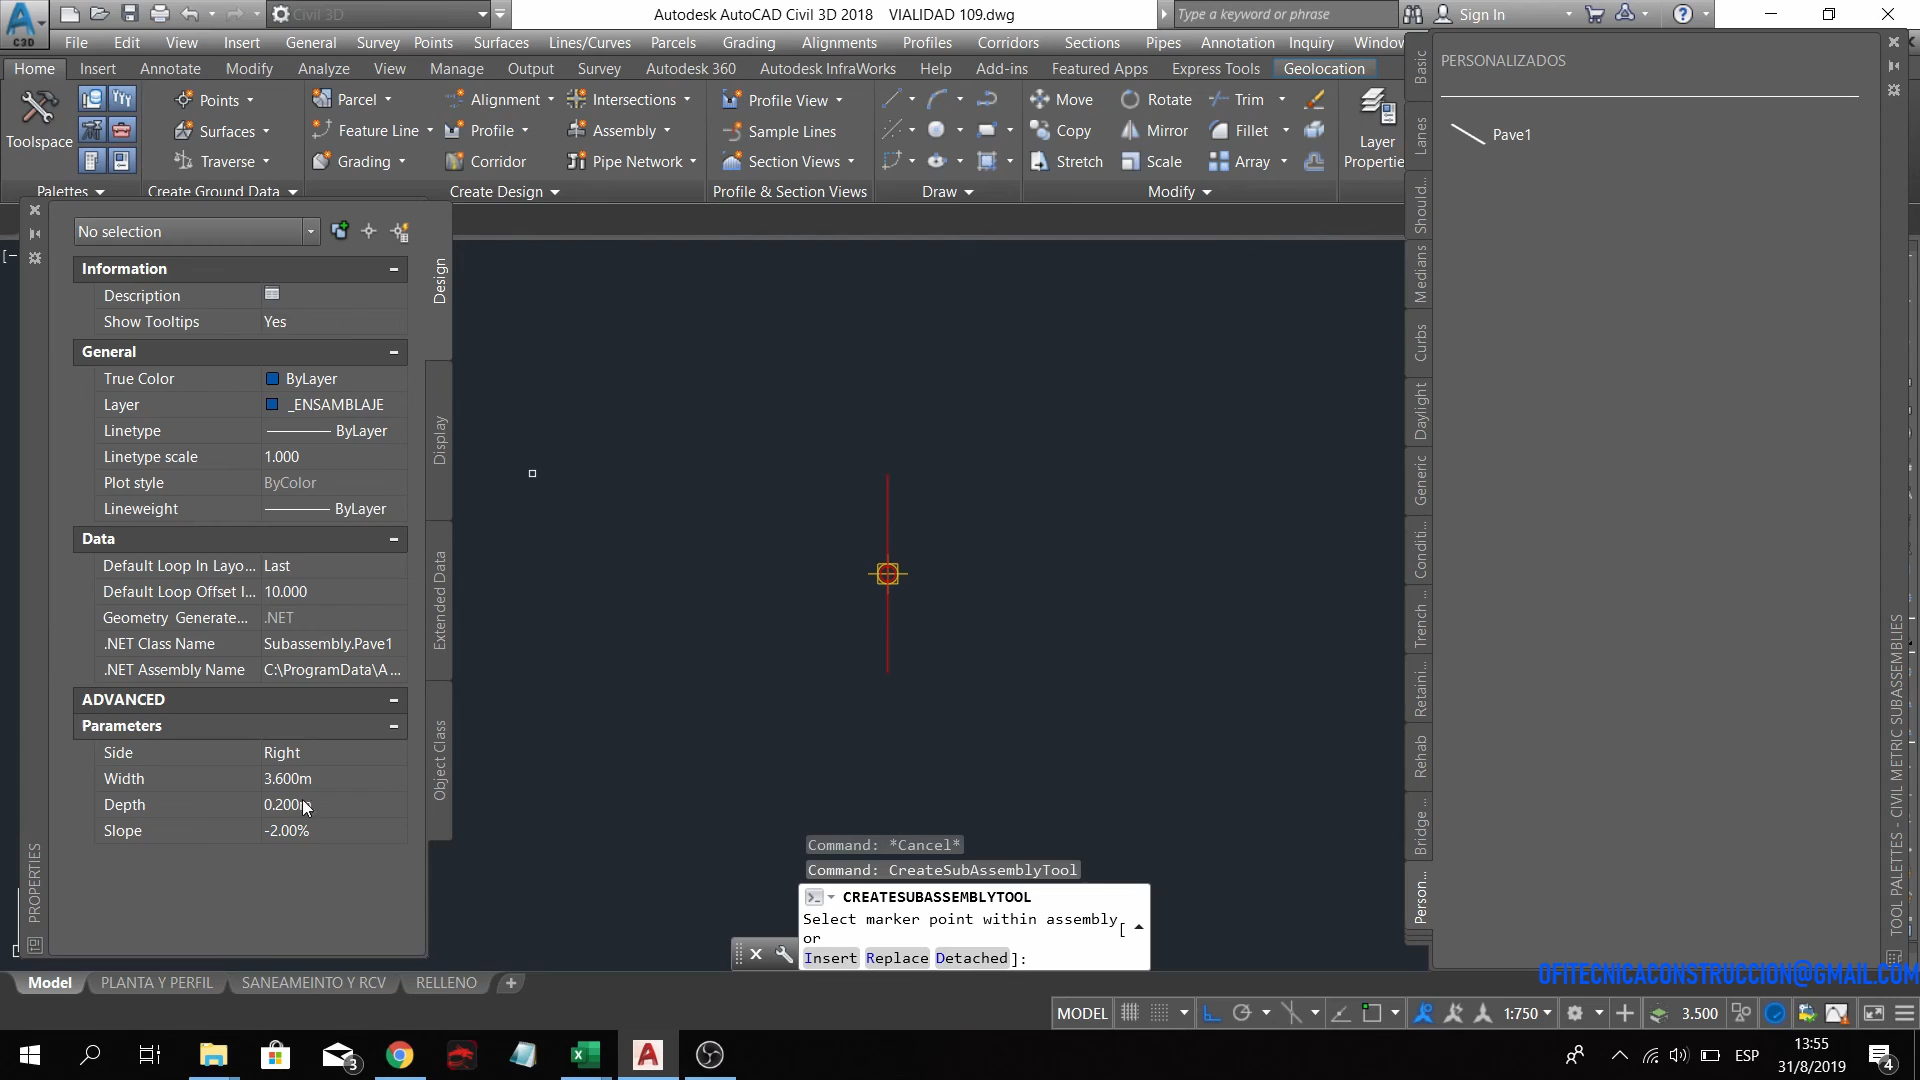 Civil 3D
Autodesk AutoCAD Civil 3D 2018 VIALIDAD 109.dwg
Type a keyword or phrase
Sign In
C3D
File Edit View Insert General Survey Points Surfaces Lines/Curves Parcels Grading Alignments Profiles Corridors Sections Pipes Annotation Inquiry Window
Home Insert Annotate Modify Analyze View Manage Output Survey Autodesk 360 Autodesk InfraWorks Help Add-ins Featured Apps Express Tools Geolocation
Points Parcel Alignment Intersections Profile View Move Rotate Trim
Toolspace Surfaces Feature Line Profile Assembly Sample Lines Copy Mirror Fillet Layer
Traverse Grading Corridor Pipe Network Section Views Stretch Scale Array Properties
Palettes Create Ground Data Create Design Profile & Section Views Draw Modify
No selection
Information
Description
Show Tooltips Yes
General
True Color ByLayer
Layer _ENSAMBLAJE
Linetype ByLayer
Linetype scale 1.000
Plot style ByColor
Lineweight ByLayer
Data
Default Loop In Layo... Last
Default Loop Offset I... 10.000
Geometry Generate... .NET
.NET Class Name Subassembly.Pave1
.NET Assembly Name C:\ProgramData\A...
ADVANCED
Parameters
Side Right
Width 3.600m
Depth 0.200m
Slope -2.00%
PROPERTIES
Design
Display
Extended Data
Object Class
[−
Command: *Cancel*
Command: CreateSubAssemblyTool
CREATESUBASSEMBLYTOOL
Select marker point within assembly
or [
Insert Replace Detached]:
PERSONALIZADOS
Pave1
Basic
Lanes
Should...
Medians
Curbs
Daylight
Generic
Conditi...
Trench ...
Retaini...
Rehab
Bridge ...
Person...
TOOL PALETTES - CIVIL METRIC SUBASSEMBLIES
OFITECNICACONSTRUCCION@GMAIL.COM
Model PLANTA Y PERFIL SANEAMEINTO Y RCV RELLENO +
MODEL 1:750 3.500
3
ESP
13:55
31/8/2019
4